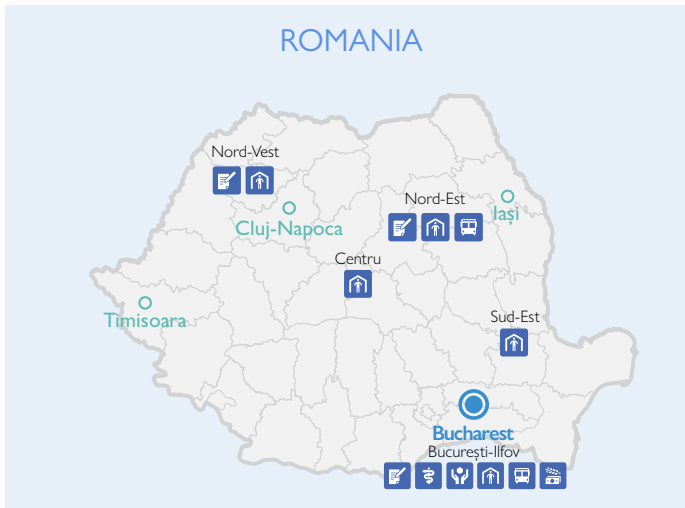 ROMANIA
Nord-Vest
Nord-Est
Iași
Cluj-Napoca
Centru
Timisoara
Sud-Est
Bucharest
București-Ilfov